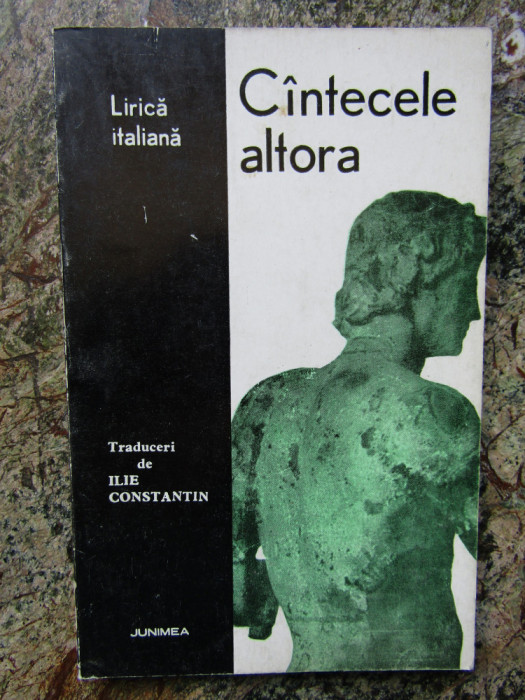 Lirică
italiană
Cîntecele
altora
Traduceri
de
ILIE
CONSTANTIN
JUNIMEA